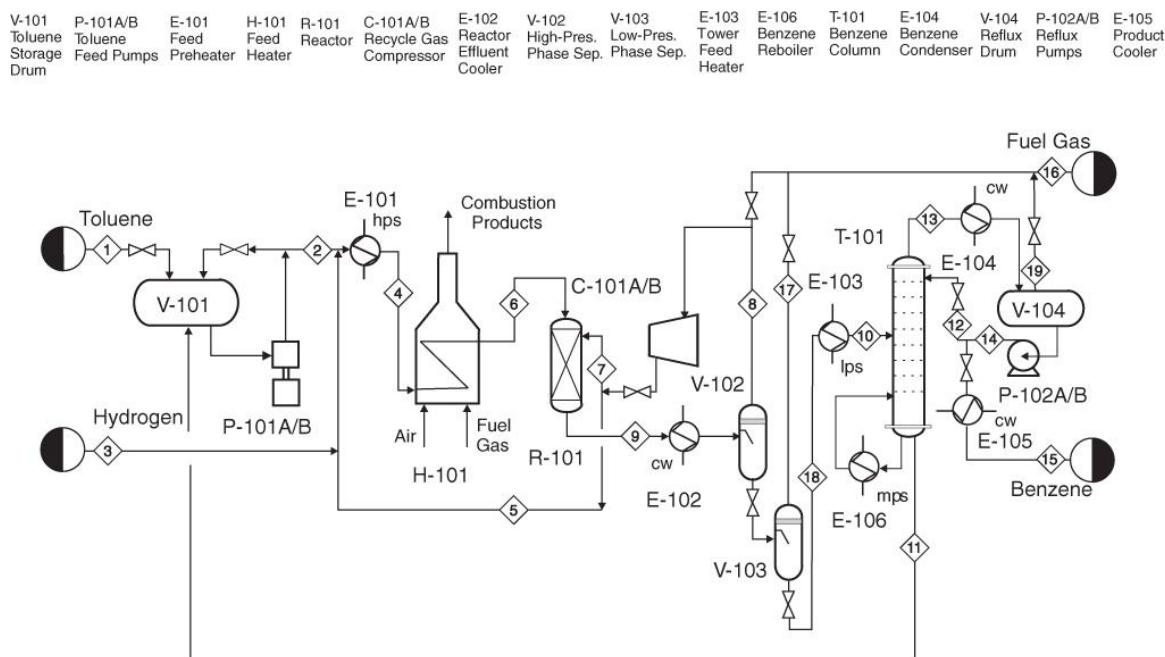 V-101
Toluene
Storage
Drum
P-101A/B
Toluene
Feed Pumps
E-101
Feed
Preheater
H-101
Feed
Heater
R-101
Reactor
C-101A/B
Recycle Gas
Compressor
E-102
Reactor
Effluent
Cooler
V-102
High-Pres.
Phase Sep.
V-103
Low-Pres.
Phase Sep.
E-103
Tower
Feed
Heater
E-106
Benzene
Reboiler
T-101
Benzene
Column
E-104
Benzene
Condenser
V-104
Reflux
Drum
P-102A/B
Reflux
Pumps
E-105
Product
Cooler
Fuel Gas
16
E-101
hps
Combustion
Products
cw
13
Toluene
1
2
T-101
E-104
19
4
6
C-101A/B
8
17
E-103
V-101
10
12
14
V-104
lps
7
V-102
P-102A/B
Hydrogen
P-101A/B
Air
Fuel
Gas
R-101
9
cw
E-105
cw
3
H-101
cw
18
mps
15
Benzene
5
E-102
E-106
V-103
11